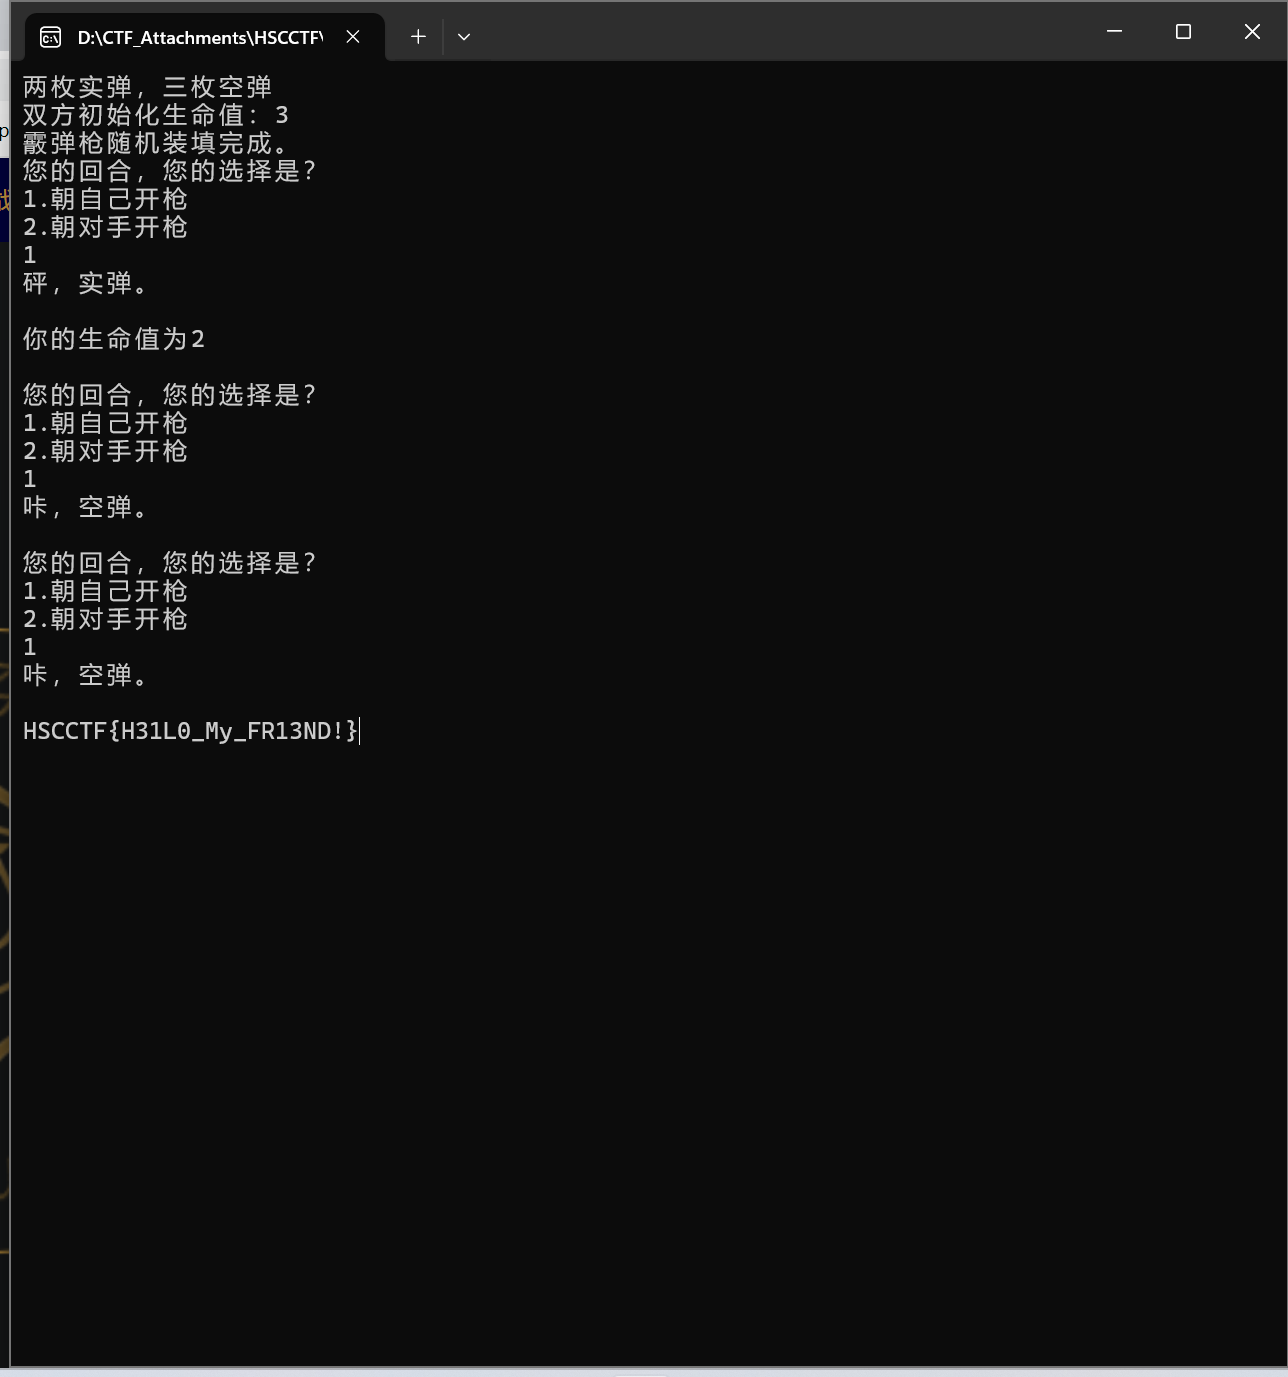 D:\CTF_Attachments\HSCCTF\
两枚实弹，三枚空弹
双方初始化生命值：3
霰弹枪随机装填完成。
您的回合，您的选择是？
1.朝自己开枪
2.朝对手开枪
1
砰，实弹。
你的生命值为2
您的回合，您的选择是？
1.朝自己开枪
2.朝对手开枪
1
咔，空弹。
您的回合，您的选择是？
1.朝自己开枪
2.朝对手开枪
1
咔，空弹。
HSCCTF{H31L0_My_FR13ND!}